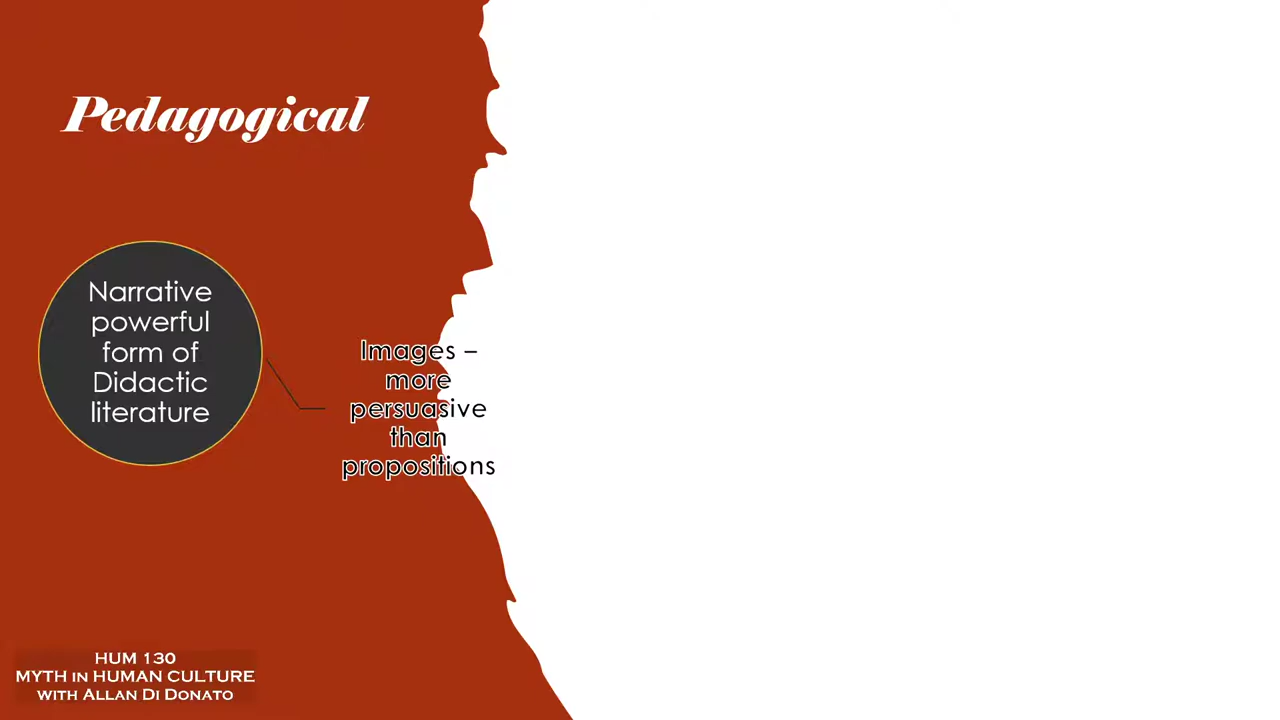 Pedagogical
Narrative
powerful
form of
Didactic
literature
Images –
more
persuasive
than
propositions
HUM 130
MYTH in HUMAN CULTURE
with Allan Di Donato